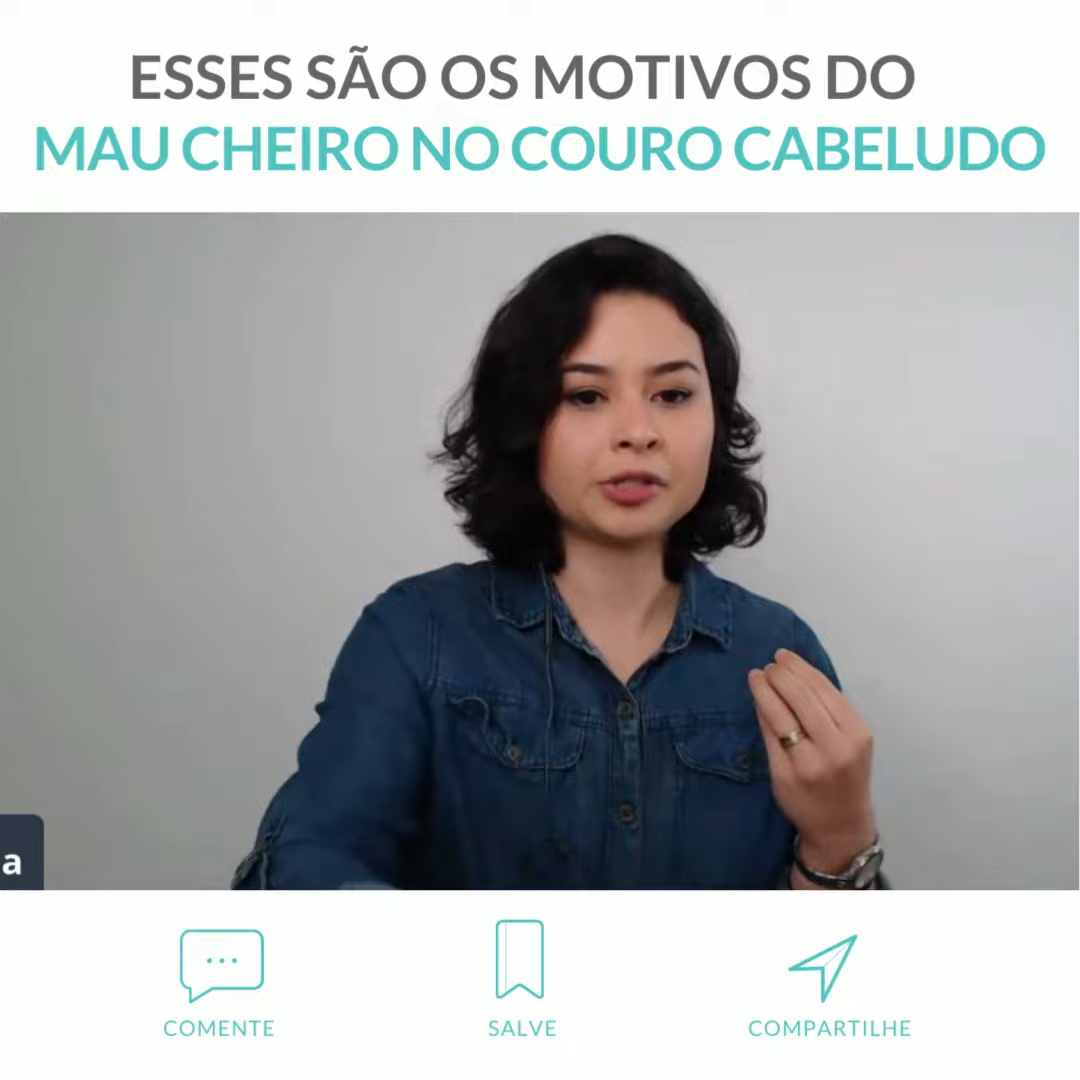 ESSES SÃO OS MOTIVOS DO
MAU CHEIRO NO COURO CABELUDO
a
COMENTE
SALVE
COMPARTILHE